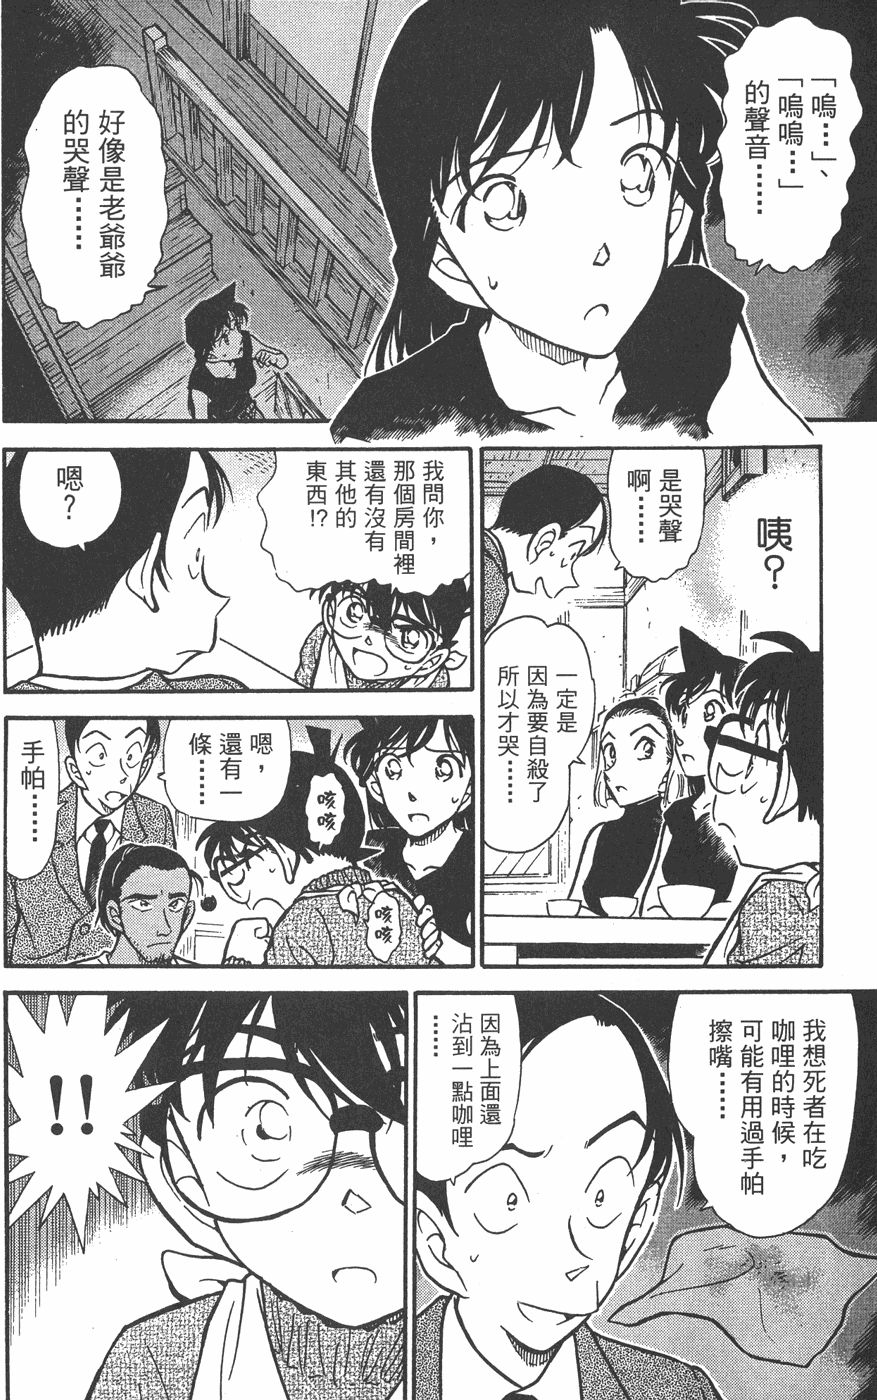 「嗚…」、
「嗚嗚…」
的聲音……
好像是老爺爺
的哭聲……
咦？
是哭聲
啊……
一定是
因為要自殺了
所以才哭……
我問你，
那個房間裡
還有沒有
其他的
東西!?
嗯？
咳咳
咳咳
嗯，
還有一
條……
手帕……
我想死者在吃
咖哩的時候，
可能有用過手帕
擦嘴……
因為上面還
沾到一點咖哩
……
!!